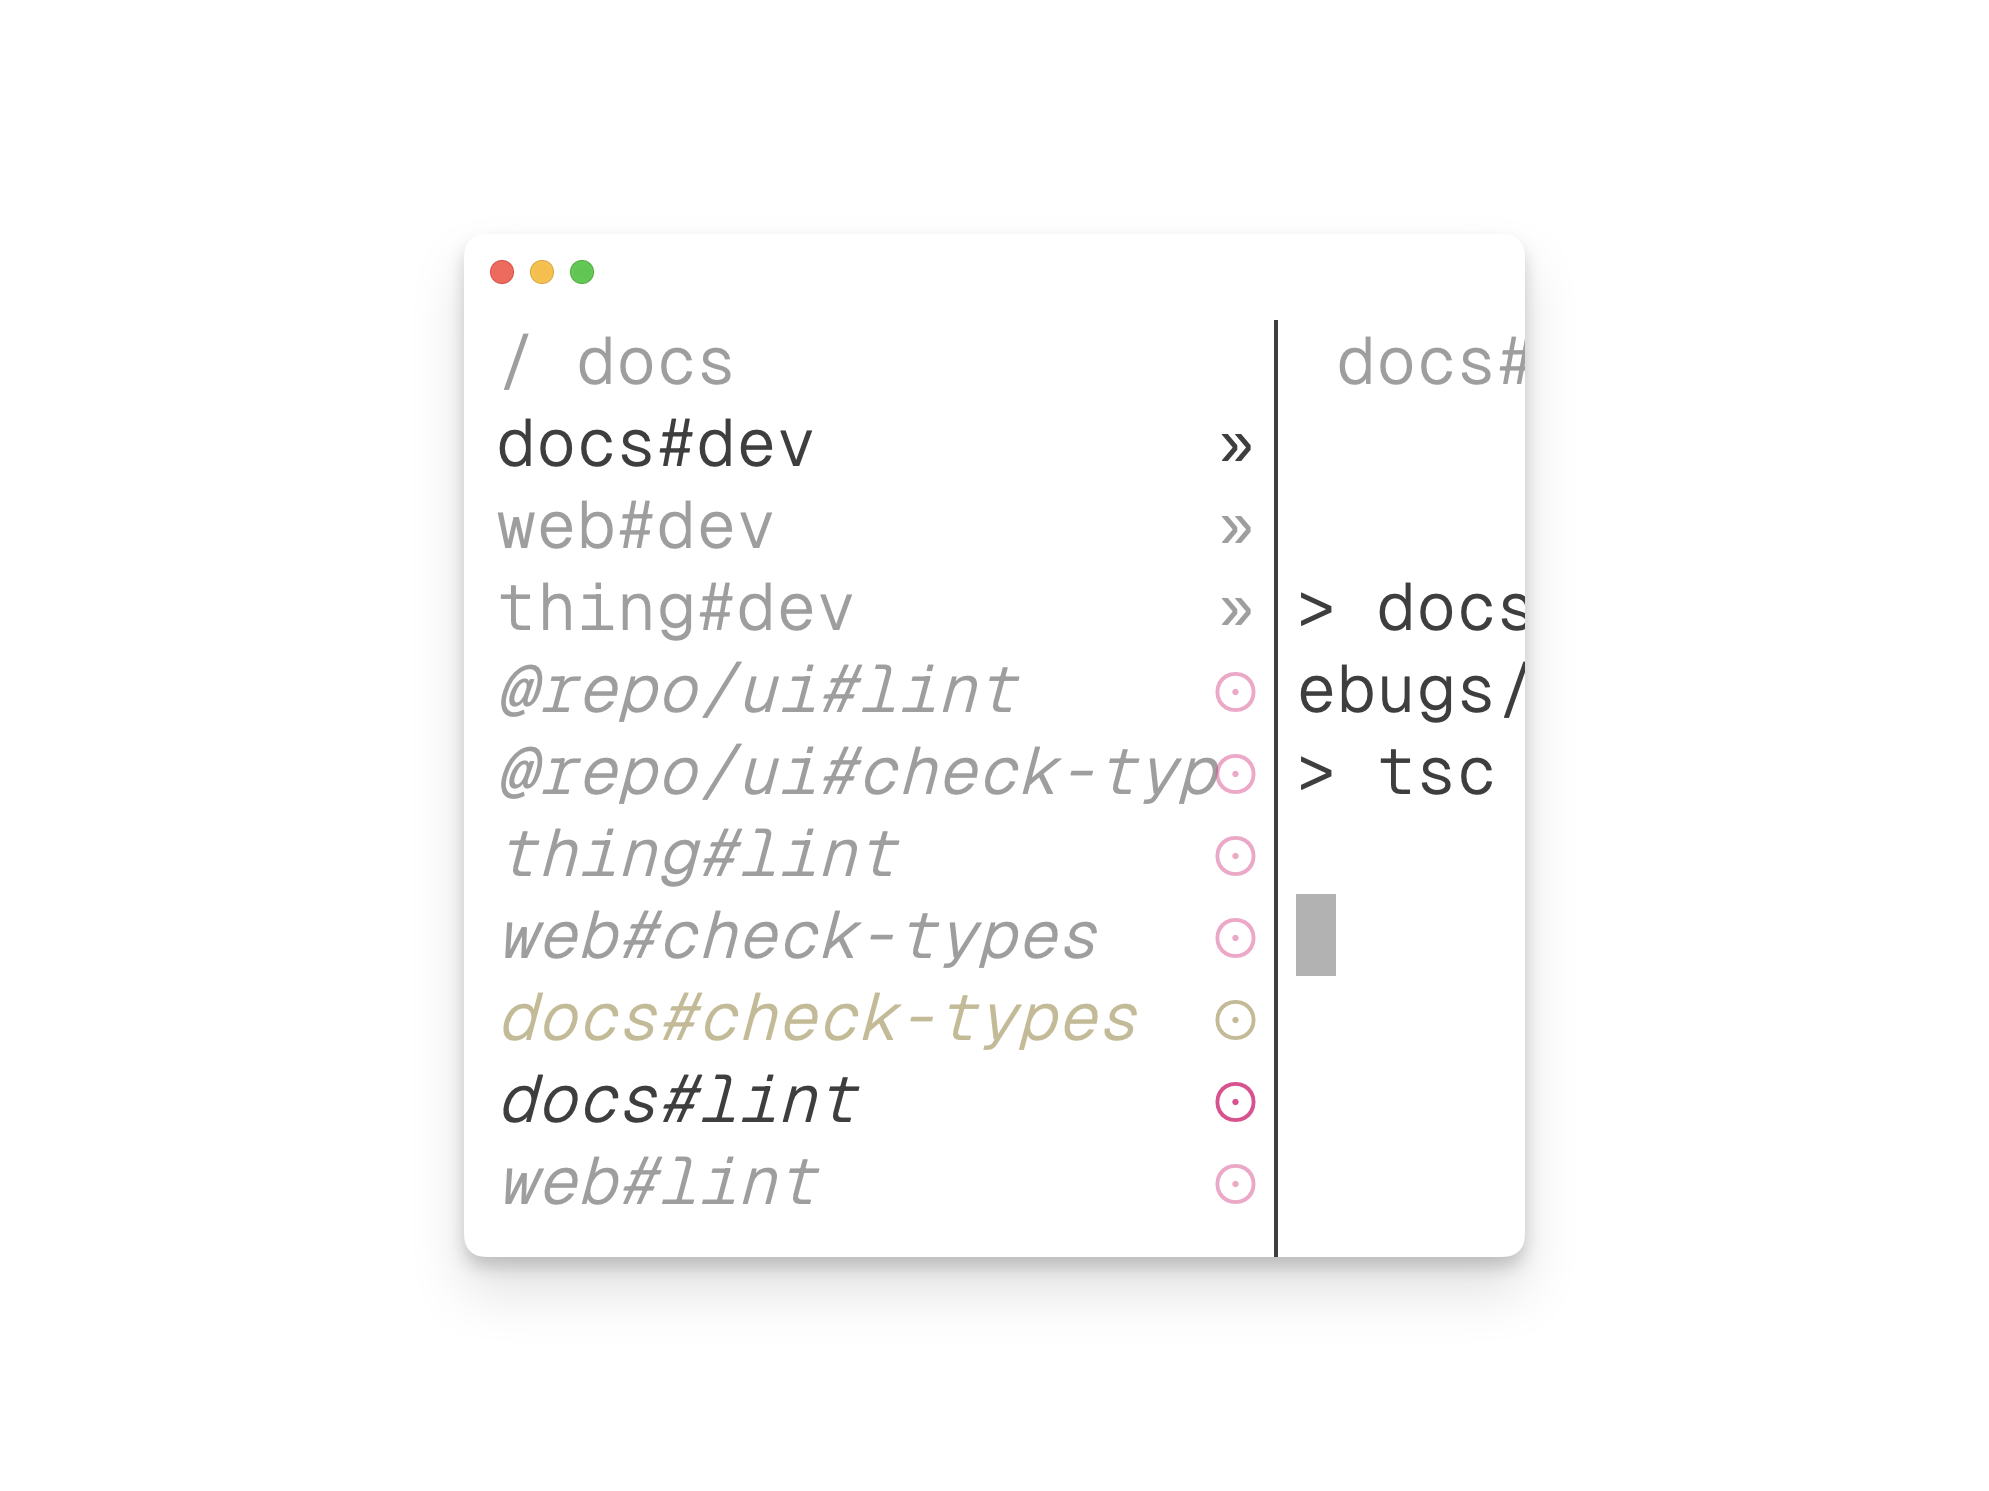 / docs
docs#dev »
web#dev »
thing#dev »
@repo/ui#lint ⊙
@repo/ui#check-typ ⊙
thing#lint ⊙
web#check-types ⊙
docs#check-types ⊙
docs#lint ⊙
web#lint ⊙
docs#
> docs
ebugs/
> tsc